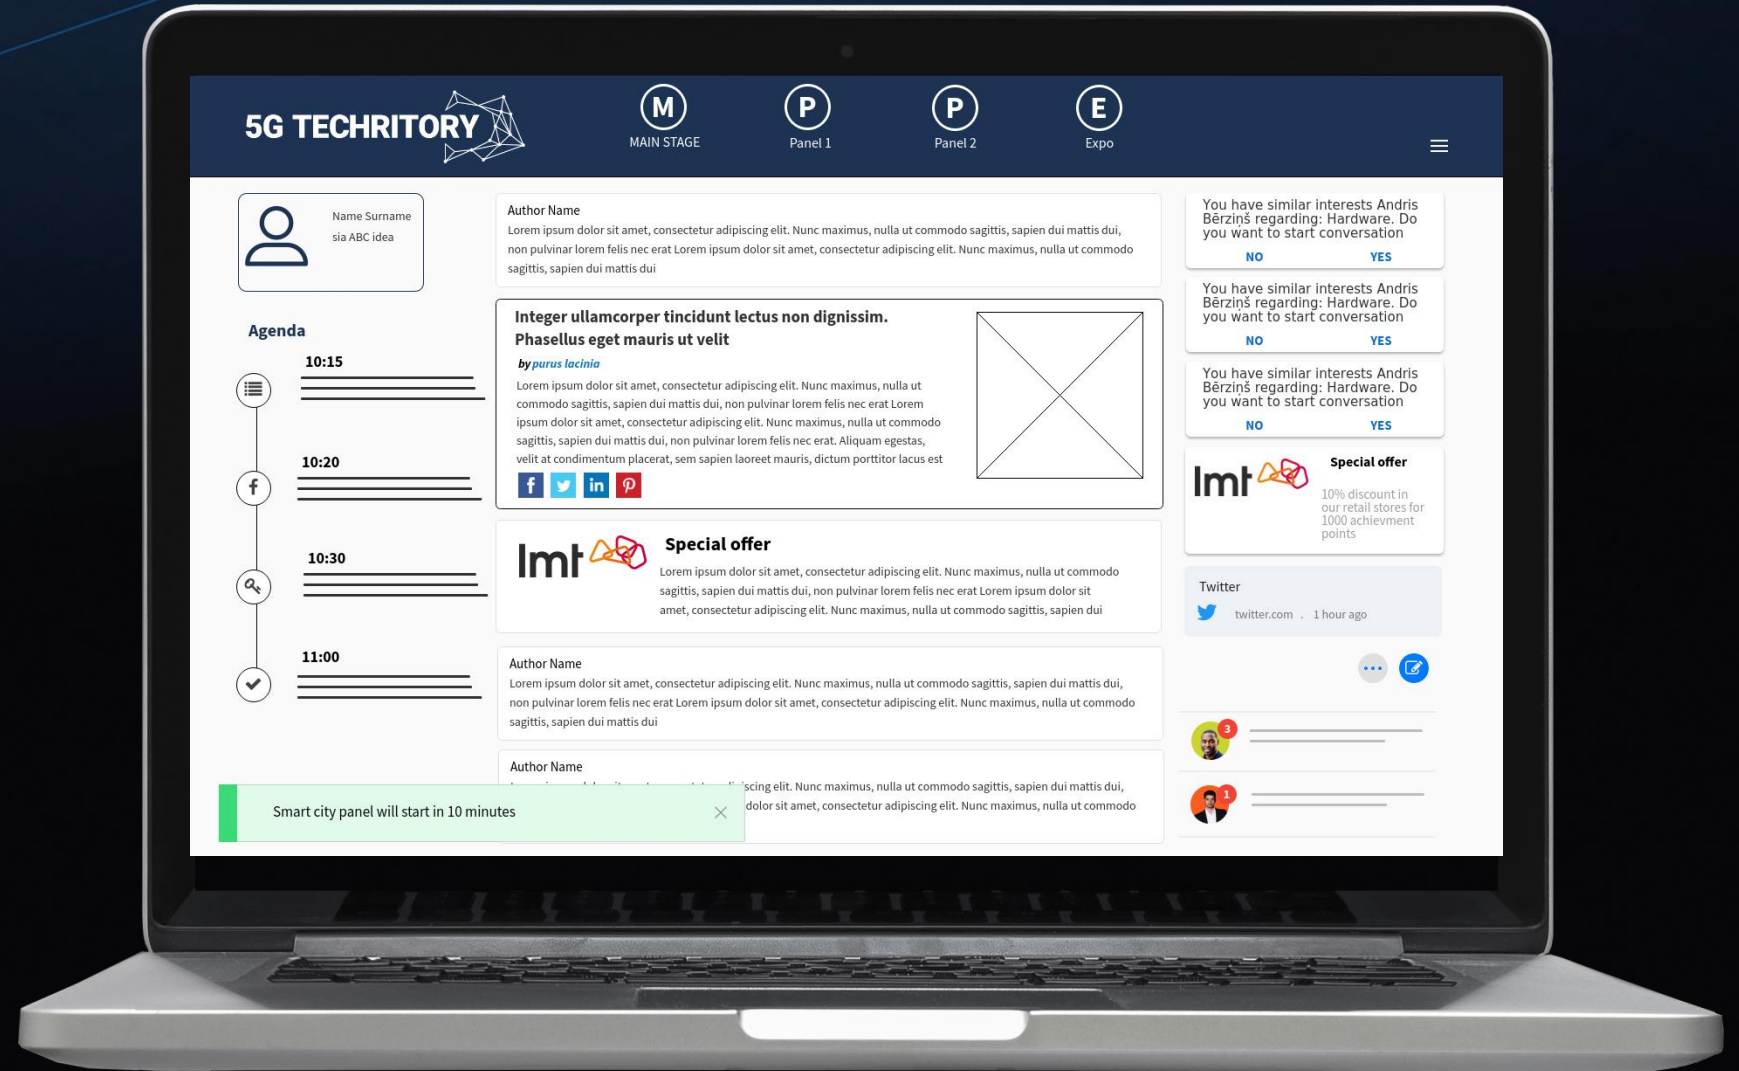 5G TECHRITORY
M
MAIN STAGE
P
Panel 1
P
Panel 2
E
Expo
Name Surname
sia ABC idea
Agenda
10:15
10:20
10:30
11:00
Author Name
Lorem ipsum dolor sit amet, consectetur adipiscing elit. Nunc maximus, nulla ut commodo sagittis, sapien dui mattis dui,
non pulvinar lorem felis nec erat Lorem ipsum dolor sit amet, consectetur adipiscing elit. Nunc maximus, nulla ut commodo
sagittis, sapien dui mattis dui
Integer ullamcorper tincidunt lectus non dignissim.
Phasellus eget mauris ut velit
by purus lacinia
Lorem ipsum dolor sit amet, consectetur adipiscing elit. Nunc maximus, nulla ut
commodo sagittis, sapien dui mattis dui, non pulvinar lorem felis nec erat Lorem
ipsum dolor sit amet, consectetur adipiscing elit. Nunc maximus, nulla ut commodo
sagittis, sapien dui mattis dui, non pulvinar lorem felis nec erat. Aliquam egestas,
velit at condimentum placerat, sem sapien laoreet mauris, dictum porttitor lacus est
f
in
lmt
Special offer
Lorem ipsum dolor sit amet, consectetur adipiscing elit. Nunc maximus, nulla ut commodo
sagittis, sapien dui mattis dui, non pulvinar lorem felis nec erat Lorem ipsum dolor sit
amet, consectetur adipiscing elit. Nunc maximus, nulla ut commodo sagittis, sapien dui
Author Name
Lorem ipsum dolor sit amet, consectetur adipiscing elit. Nunc maximus, nulla ut commodo sagittis, sapien dui mattis dui,
non pulvinar lorem felis nec erat Lorem ipsum dolor sit amet, consectetur adipiscing elit. Nunc maximus, nulla ut commodo
sagittis, sapien dui mattis dui
Author Name
elit. Nunc maximus, nulla ut commodo sagittis, sapien dui mattis dui,
dolor sit amet, consectetur adipiscing elit. Nunc maximus, nulla ut commodo
Smart city panel will start in 10 minutes
You have similar interests Andris
Bērziņš regarding: Hardware. Do
you want to start conversation
NO YES
You have similar interests Andris
Bērziņš regarding: Hardware. Do
you want to start conversation
NO YES
You have similar interests Andris
Bērziņš regarding: Hardware. Do
you want to start conversation
NO YES
lmt
Special offer
10% discount in
our retail stores for
1000 achievment
points
Twitter
twitter.com . 1 hour ago
3
1